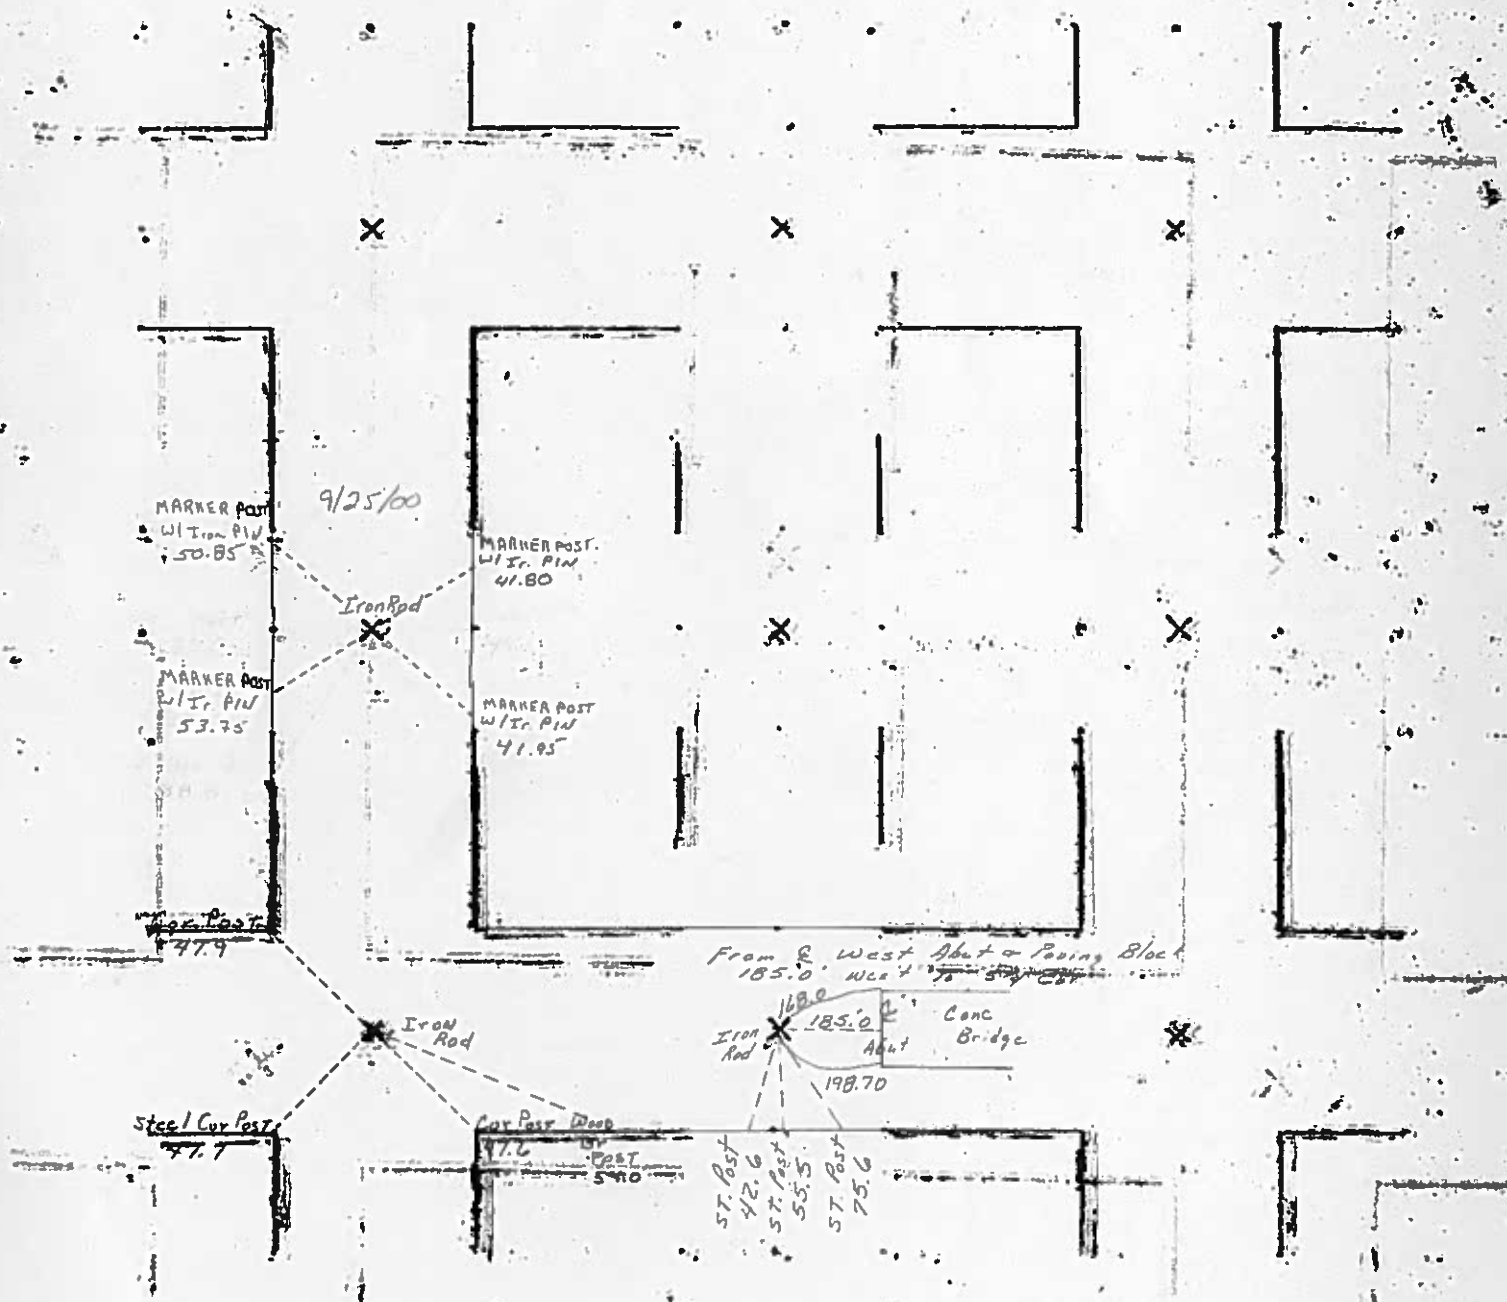 9/25/00
MARKER POST
W/ Iron PIN
50.85
MARKER POST.
W/ Ir. PIN
41.80
Iron Rod
MARKER POST
W/ Ir. PIN
53.75
MARKER POST
W/ Ir. PIN
41.95
Cor. Post
47.9
From ℄ West Abut & Paving Block
185.0' West to
168.0
Iron
Rod
Iron
Rod
185.0
Abut
Conc
Bridge
198.70
Steel Cor Post
47.7
Cor Post
47.2
Wood
Post
54.0
ST. Post
42.6
ST. Post
55.5
ST. Post
75.6